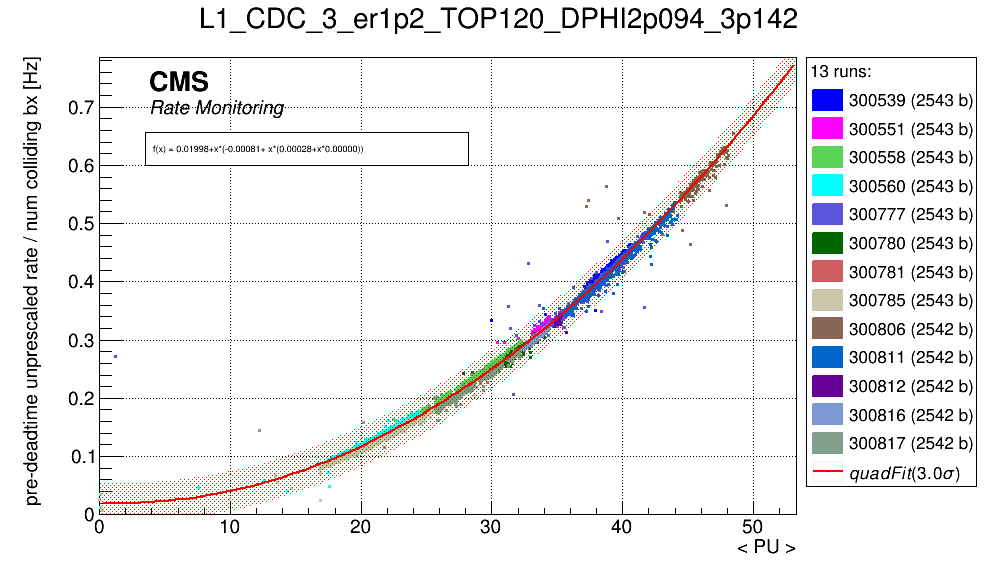 L1_CDC_3_er1p2_TOP120_DPHI2p094_3p142
pre-deadtime unprescaled rate / num colliding bx [Hz]
CMS
Rate Monitoring
f(x) = 0.01998+x*(-0.00081+ x*(0.00028+x*0.00000))
0.7
0.6
0.5
0.4
0.3
0.2
0.1
0
0 10 20 30 40 50
< PU >
13 runs:
300539 (2543 b)
300551 (2543 b)
300558 (2543 b)
300560 (2543 b)
300777 (2543 b)
300780 (2543 b)
300781 (2543 b)
300785 (2543 b)
300806 (2542 b)
300811 (2542 b)
300812 (2542 b)
300816 (2542 b)
300817 (2542 b)
quadFit(3.0σ)